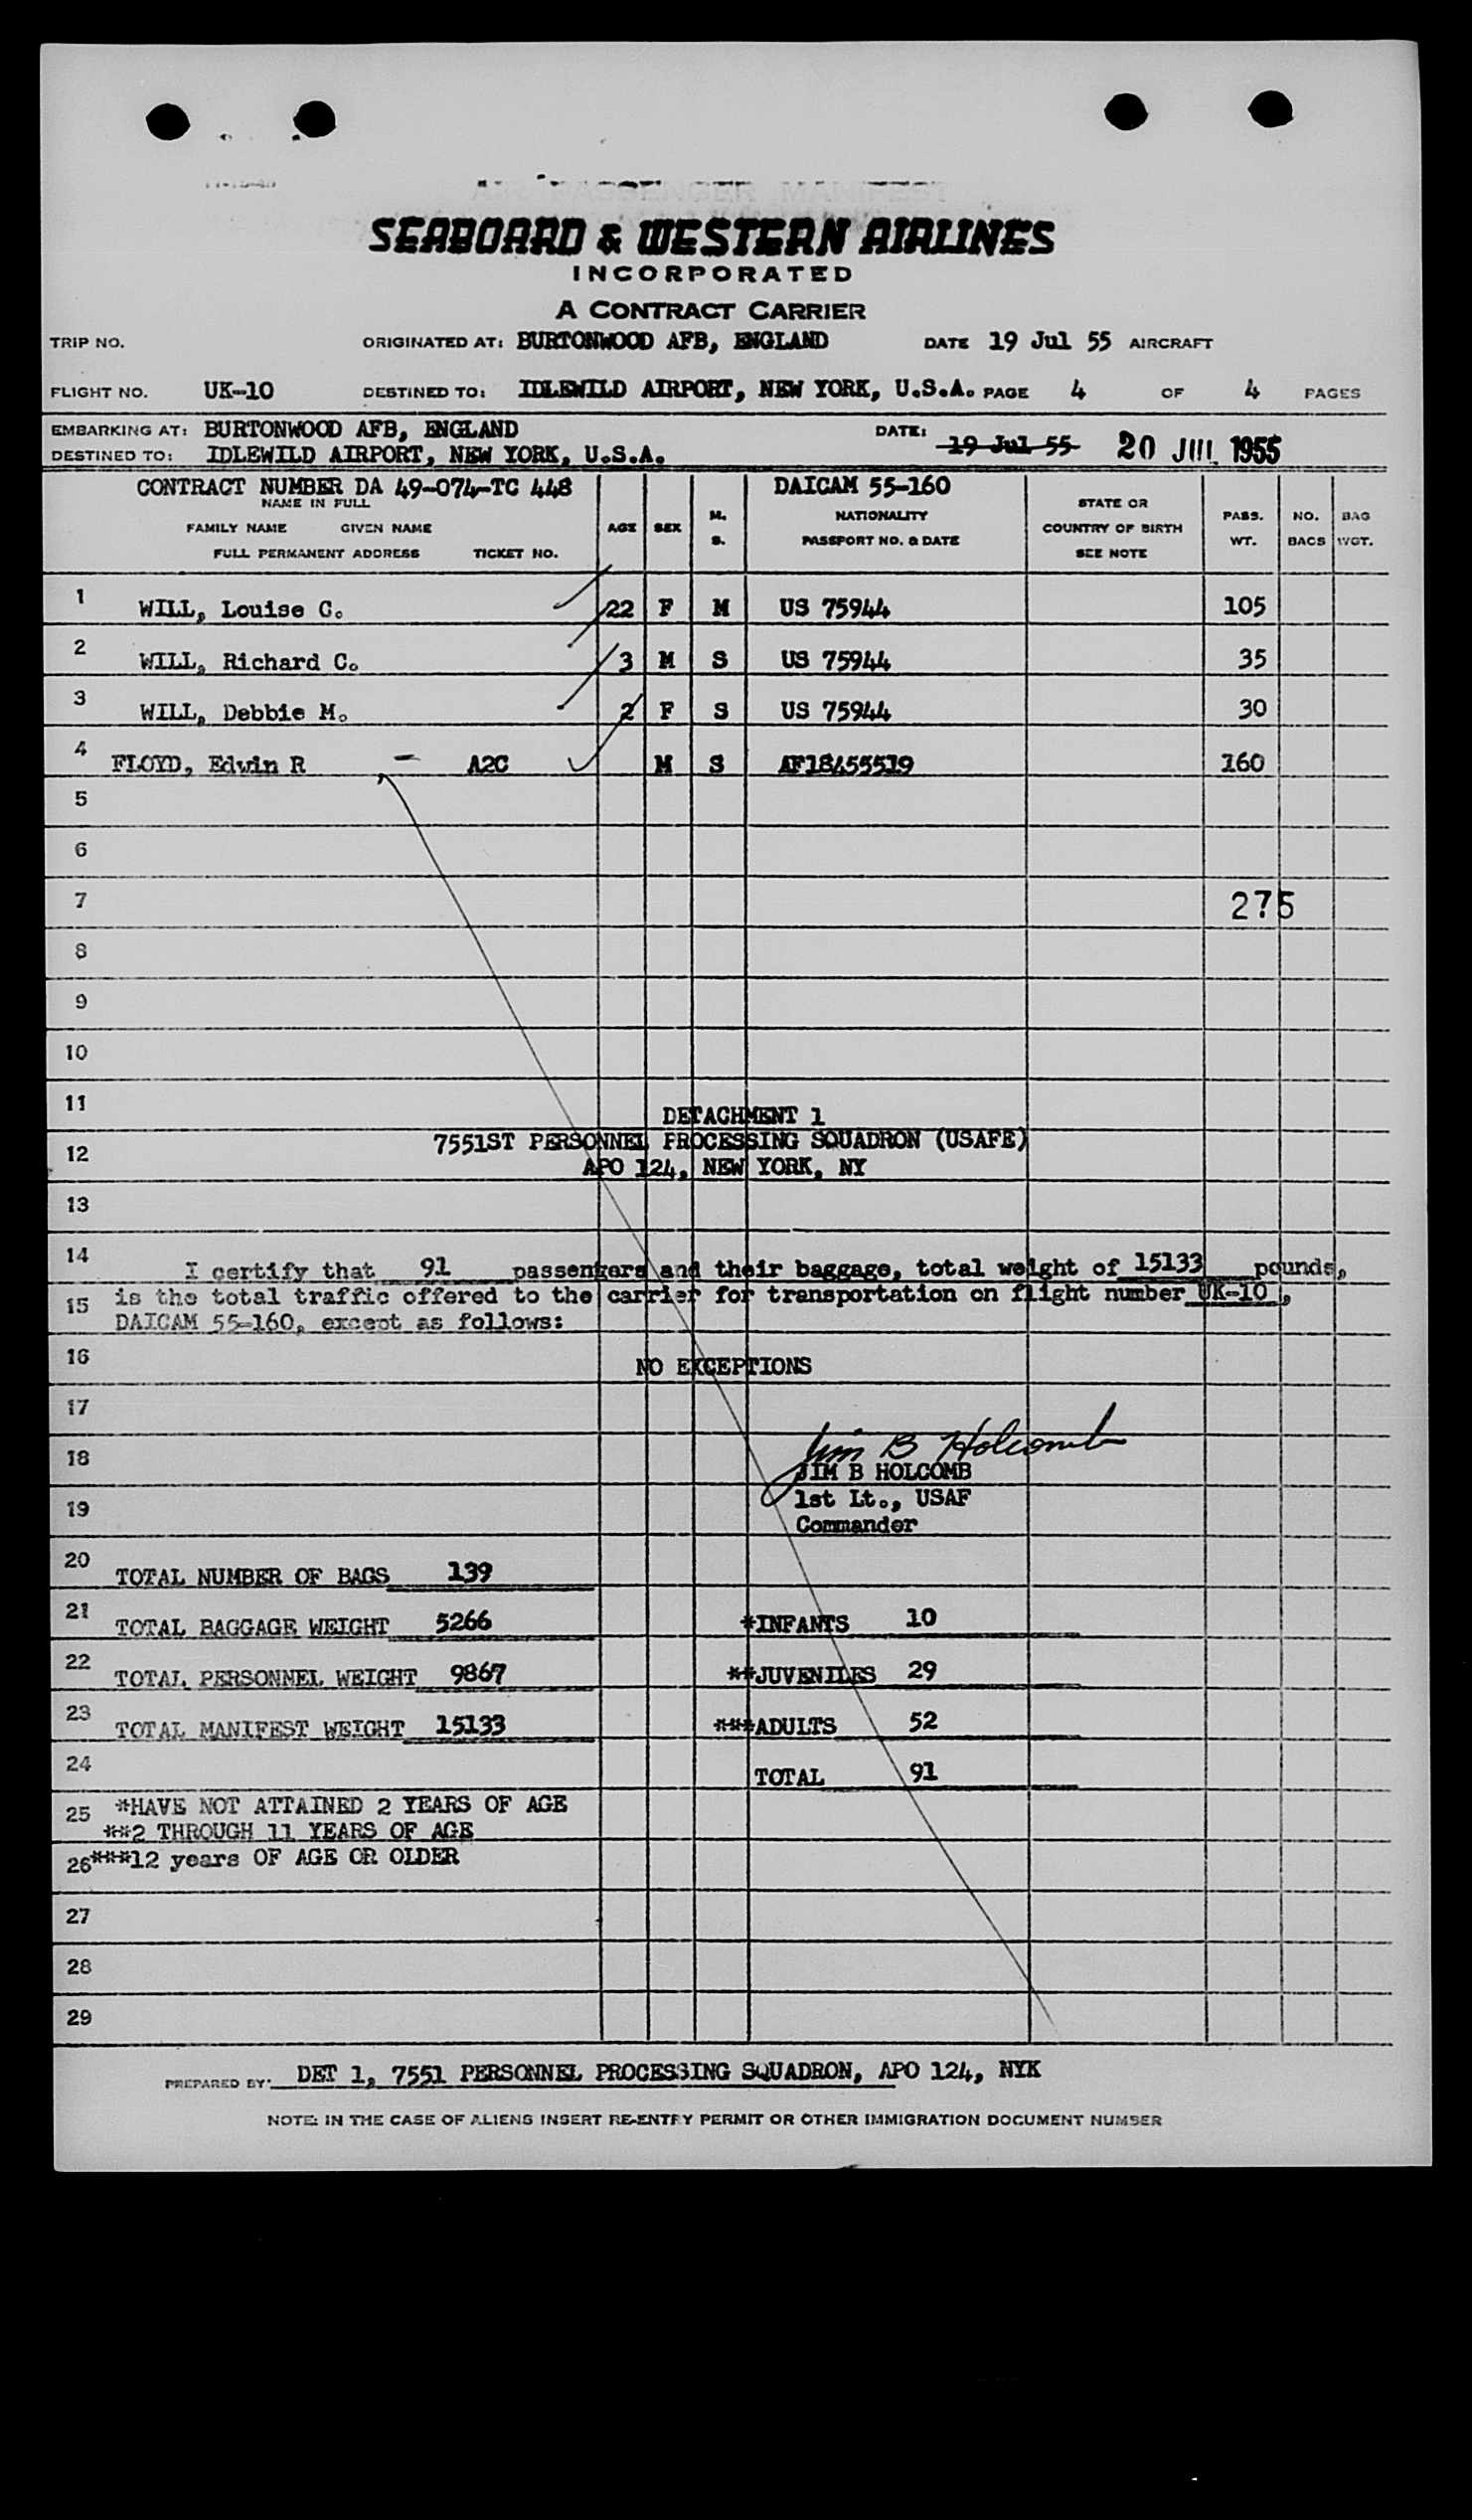 SEABOARD & WESTERN AIRLINES
INCORPORATED
A CONTRACT CARRIER
TRIP NO. ORIGINATED AT: BURTONWOOD AFB, ENGLAND DATE 19 Jul 55 AIRCRAFT
FLIGHT NO. UK-10 DESTINED TO: IDLEWILD AIRPORT, NEW YORK, U.S.A. PAGE 4 OF 4 PAGES
EMBARKING AT: BURTONWOOD AFB, ENGLAND DATE: 19 Jul 55 20 JUL 1955
DESTINED TO: IDLEWILD AIRPORT, NEW YORK, U.S.A.
CONTRACT NUMBER DA 49-074-TC 448 DAICAM 55-160
NAME IN FULL
FAMILY NAME GIVEN NAME
FULL PERMANENT ADDRESS TICKET NO.
AGE SEX M. S.
NATIONALITY
PASSPORT NO. & DATE
STATE OR
COUNTRY OF BIRTH
SEE NOTE
PASS. WT.
NO. BAGS
BAG WGT.
1 WILL, Louise C. 22 F M US 75944 105
2 WILL, Richard C. 3 M S US 75944 35
3 WILL, Debbie M. 2 F S US 75944 30
4 FLOYD, Edwin R - A2C M S AF18455519 160
5
6
7 275
8
9
10
11 DETACHMENT 1
12 7551ST PERSONNEL PROCESSING SQUADRON (USAFE)
APO 124, NEW YORK, NY
13
14 I certify that 91 passengers and their baggage, total weight of 15133 pounds,
15 is the total traffic offered to the carrier for transportation on flight number UK-10,
DAICAM 55-160, except as follows:
16 NO EXCEPTIONS
17
Jim B Holcomb
18 JIM B HOLCOMB
19 1st Lt., USAF
Commander
20 TOTAL NUMBER OF BAGS 139
21 TOTAL BAGGAGE WEIGHT 5266 *INFANTS 10
22 TOTAL PERSONNEL WEIGHT 9867 **JUVENILES 29
23 TOTAL MANIFEST WEIGHT 15133 ***ADULTS 52
24 TOTAL 91
25 *HAVE NOT ATTAINED 2 YEARS OF AGE
**2 THROUGH 11 YEARS OF AGE
26 ***12 years OF AGE OR OLDER
27
28
29
PREPARED BY: DET 1, 7551 PERSONNEL PROCESSING SQUADRON, APO 124, NYK
NOTE: IN THE CASE OF ALIENS INSERT RE-ENTRY PERMIT OR OTHER IMMIGRATION DOCUMENT NUMBER